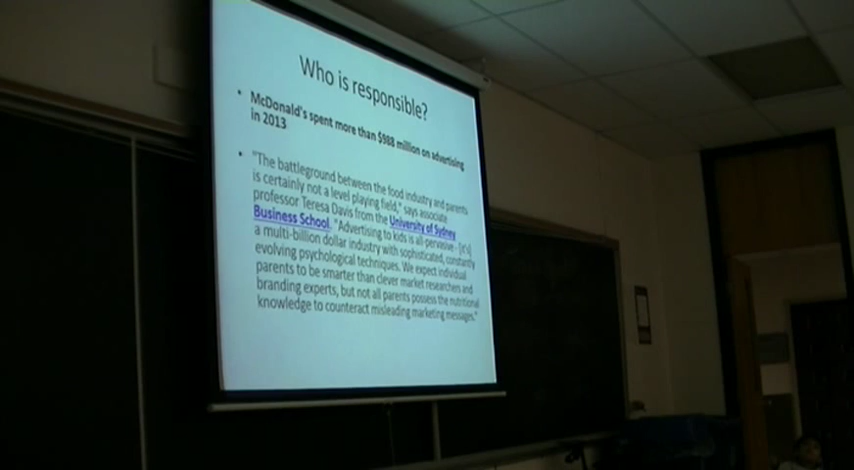 Who is responsible?
• McDonald's spent more than $988 million on advertising
in 2013
• "The battleground between the food industry and parents
is certainly not a level playing field," says associate
professor Teresa Davis from the University of Sydney
Business School. "Advertising to kids is all-pervasive – [it's]
a multi-billion dollar industry with sophisticated, constantly
evolving psychological techniques. We expect individual
parents to be smarter than clever market researchers and
branding experts, but not all parents possess the nutritional
knowledge to counteract misleading marketing messages."